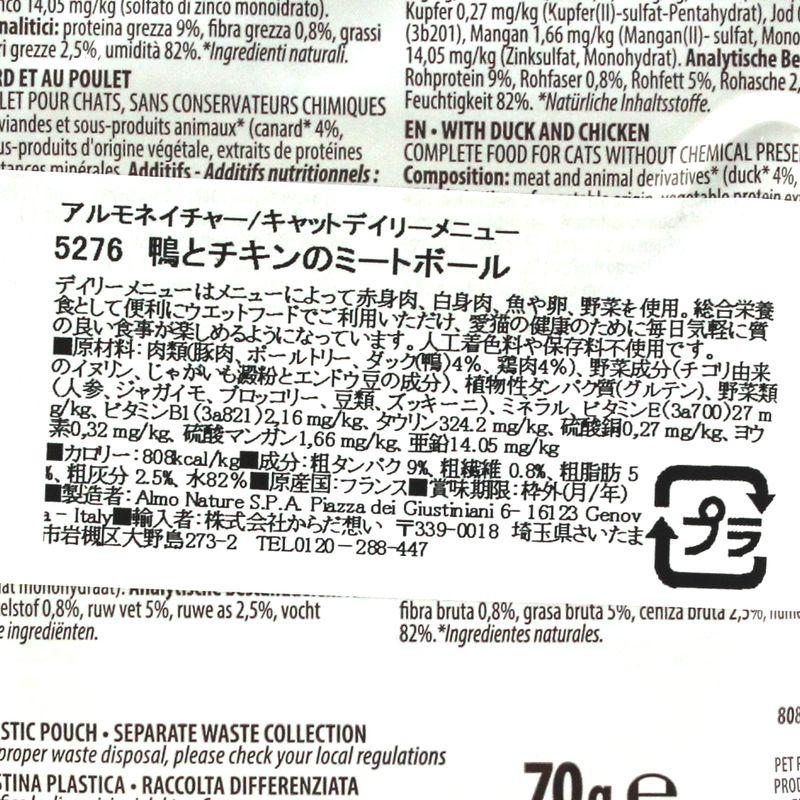 nco 14,05 mg/kg (solfato di zinco monoidrato).
nalitici: proteina grezza 9%, fibra grezza 0,8%, grassi
ri grezze 2,5%, umidità 82%. *Ingredienti naturali.
RD ET AU POULET
LET POUR CHATS, SANS CONSERVATEURS CHIMIQUES
viandes et sous-produits animaux* (canard* 4%,
us-produits d'origine végétale, extraits de protéines
tances minérales. Additifs - Additifs nutritionnels :
Kupfer 0,27 mg/kg (Kupfer(II)-sulfat-Pentahydrat), Jod
(3b201), Mangan 1,66 mg/kg (Mangan(II)- sulfat, Mono
14,05 mg/kg (Zinksulfat, Monohydrat). Analytische Be
Rohprotein 9%, Rohfaser 0,8%, Rohfett 5%, Rohasche 2,
Feuchtigkeit 82%. *Natürliche Inhaltsstoffe.
EN • WITH DUCK AND CHICKEN
COMPLETE FOOD FOR CATS WITHOUT CHEMICAL PRESE
Composition: meat and animal derivatives* (duck* 4%,
アルモネイチャー/キャットデイリーメニュー
5276 鴨とチキンのミートボール
デイリーメニューはメニューによって赤身肉、白身肉、魚や卵、野菜を使用。総合栄養
食として便利にウエットフードでご利用いただけ、愛猫の健康のために毎日気軽に質
の良い食事が楽しめるようになっています。人工着色料や保存料不使用です。
■原材料：肉類(豚肉、ポールトリー、ダック(鴨)4%、鶏肉4%)、野菜成分(チコリ由来
のイヌリン、じゃがいも澱粉とエンドウ豆の成分)、植物性タンパク質(グルテン)、野菜類
(人参、ジャガイモ、ブロッコリー、豆類、ズッキーニ)、ミネラル、ビタミンE(3a700)27 m
g/kg、ビタミンB1(3a821)2,16 mg/kg、タウリン324.2 mg/kg、硫酸銅0,27 mg/kg、ヨウ
素0,32 mg/kg、硫酸マンガン1,66 mg/kg、亜鉛14.05 mg/kg
■カロリー：808kcal/kg■成分：粗タンパク 9%、粗繊維 0.8%、粗脂肪 5
%、粗灰分 2.5%、水82%■原産国：フランス■賞味期限：枠外(月/年)
■製造者：Almo Nature S.P.A. Piazza dei Giustiniani 6- 16123 Genov
a - Italy■輸入者：株式会社からだ想い 〒339-0018 埼玉県さいたま
市岩槻区大野島273-2 TEL0120-288-447
プラ
elstof 0,8%, ruw vet 5%, ruwe as 2,5%, vocht
e ingrediënten.
fibra bruta 0,8%, grasa bruta 5%, ceniza bruta 2,5%, hume
82%. *Ingredientes naturales.
STIC POUCH • SEPARATE WASTE COLLECTION
proper waste disposal, please check your local regulations
STINA PLASTICA • RACCOLTA DIFFERENZIATA
70g ℮
808
PET F
PROD